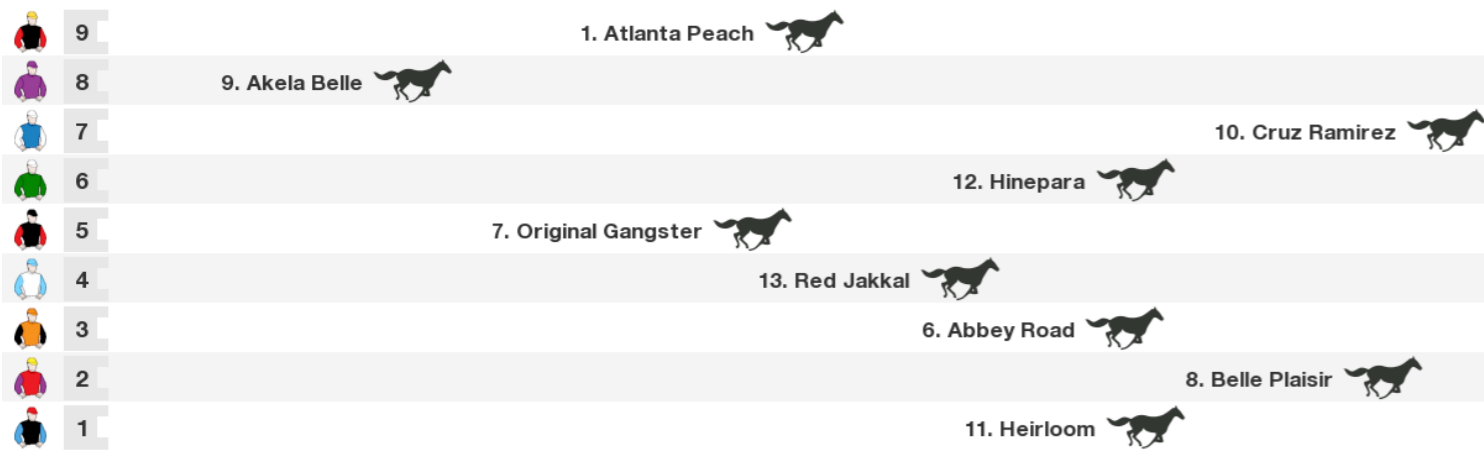 9 1. Atlanta Peach
8 9. Akela Belle
7 10. Cruz Ramirez
6 12. Hinepara
5 7. Original Gangster
4 13. Red Jakkal
3 6. Abbey Road
2 8. Belle Plaisir
1 11. Heirloom